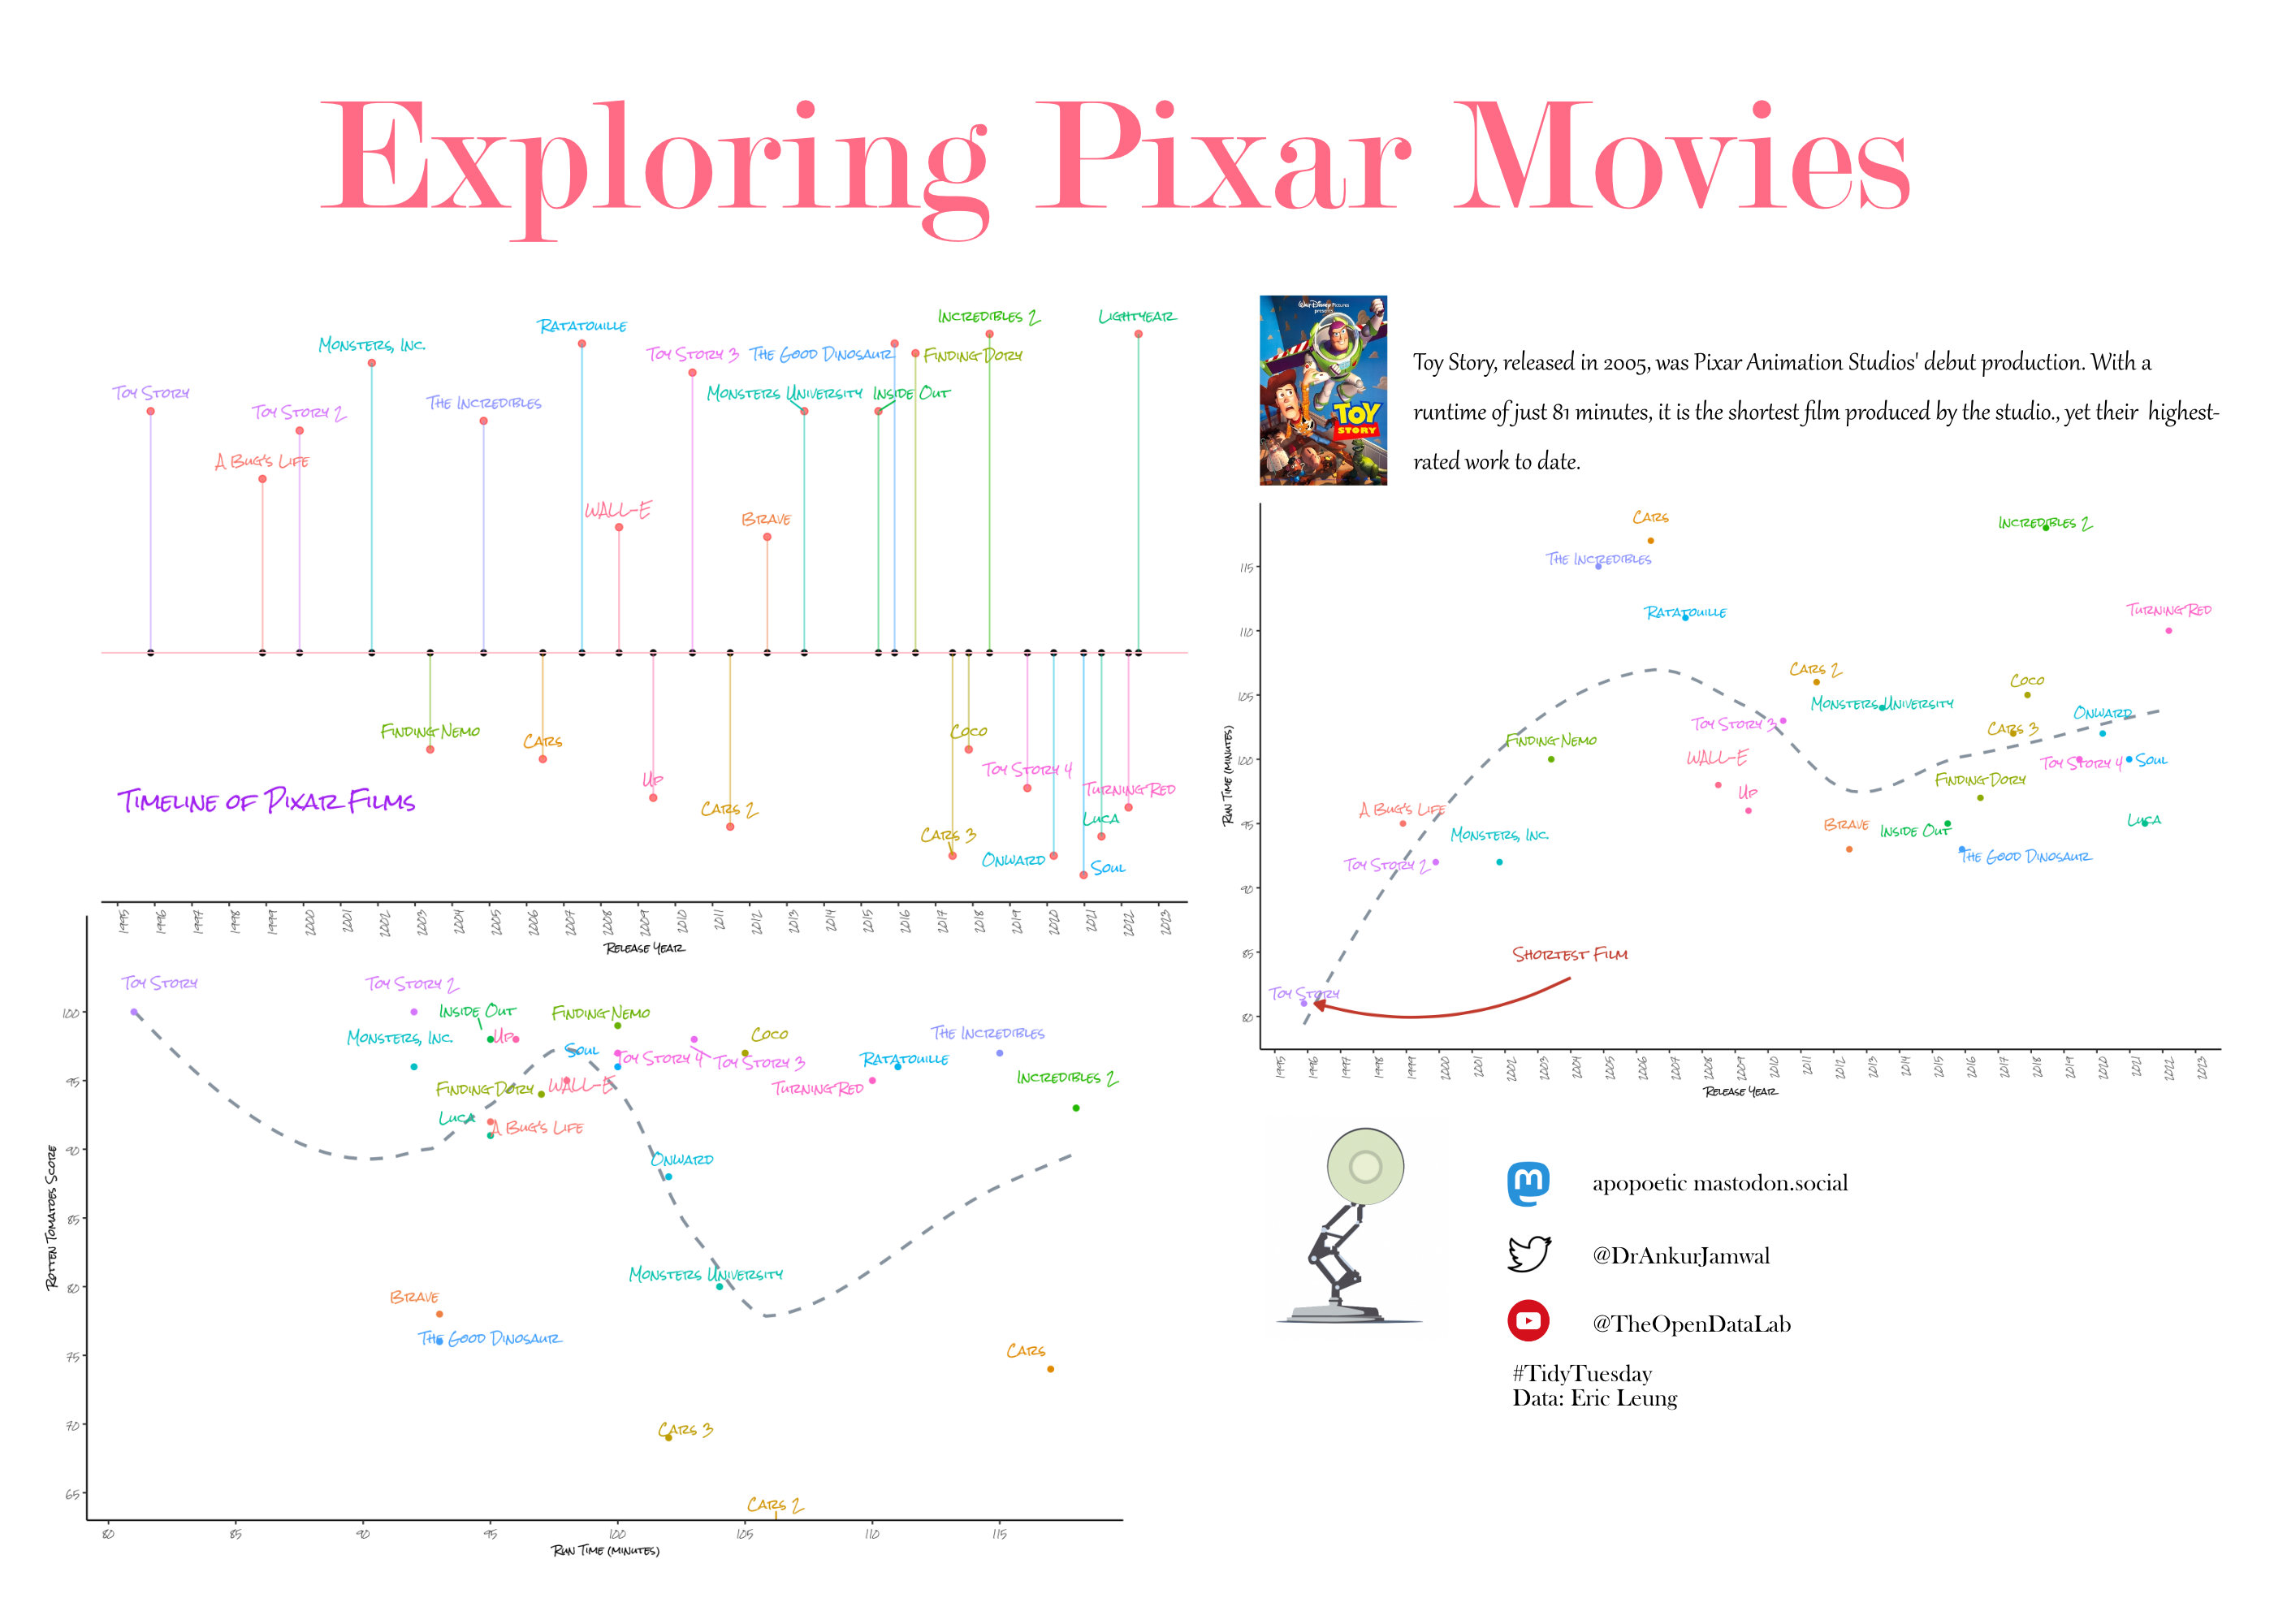 Exploring Pixar Movies
Toy Story
A Bug's Life
Toy Story 2
Monsters, Inc.
The Incredibles
Ratatouille
WALL-E
Toy Story 3
The Good Dinosaur
Monsters University
Inside Out
Brave
Incredibles 2
Finding Dory
Lightyear
Finding Nemo
Cars
Up
Cars 2
Cars 3
Coco
Toy Story 4
Onward
Turning Red
Luca
Soul
Timeline of Pixar Films
1995 1996 1997 1998 1999 2000 2001 2002 2003 2004 2005 2006 2007 2008 2009 2010 2011 2012 2013 2014 2015 2016 2017 2018 2019 2020 2021 2022 2023
Release Year
Walt Disney Pictures
presents
TOY
STORY
Toy Story, released in 2005, was Pixar Animation Studios' debut production. With a
runtime of just 81 minutes, it is the shortest film produced by the studio., yet their highest-
rated work to date.
Cars
Incredibles 2
The Incredibles
Ratatouille
Turning Red
Cars 2
Coco
Monsters University
Onward
Toy Story 3
Cars 3
Finding Nemo
WALL-E
Toy Story 4
Soul
Finding Dory
Up
A Bug's Life
Monsters, Inc.
Brave
Inside Out
Luca
Toy Story 2
The Good Dinosaur
Shortest Film
Toy Story
115
110
105
100
95
90
85
80
Run Time (minutes)
1995 1996 1997 1998 1999 2000 2001 2002 2003 2004 2005 2006 2007 2008 2009 2010 2011 2012 2013 2014 2015 2016 2017 2018 2019 2020 2021 2022 2023
Release Year
Toy Story
Toy Story 2
Inside Out
Finding Nemo
Monsters, Inc.
Up
Soul
Toy Story 4
Toy Story 3
Coco
The Incredibles
Ratatouille
Turning Red
Incredibles 2
Finding Dory
WALL-E
Luca
A Bug's Life
Onward
Monsters University
Brave
The Good Dinosaur
Cars
Cars 3
Cars 2
100
95
90
85
80
75
70
65
Rotten Tomatoes Score
80 85 90 95 100 105 110 115
Run Time (minutes)
apopoetic mastodon.social
@DrAnkurJamwal
@TheOpenDataLab
#TidyTuesday
Data: Eric Leung